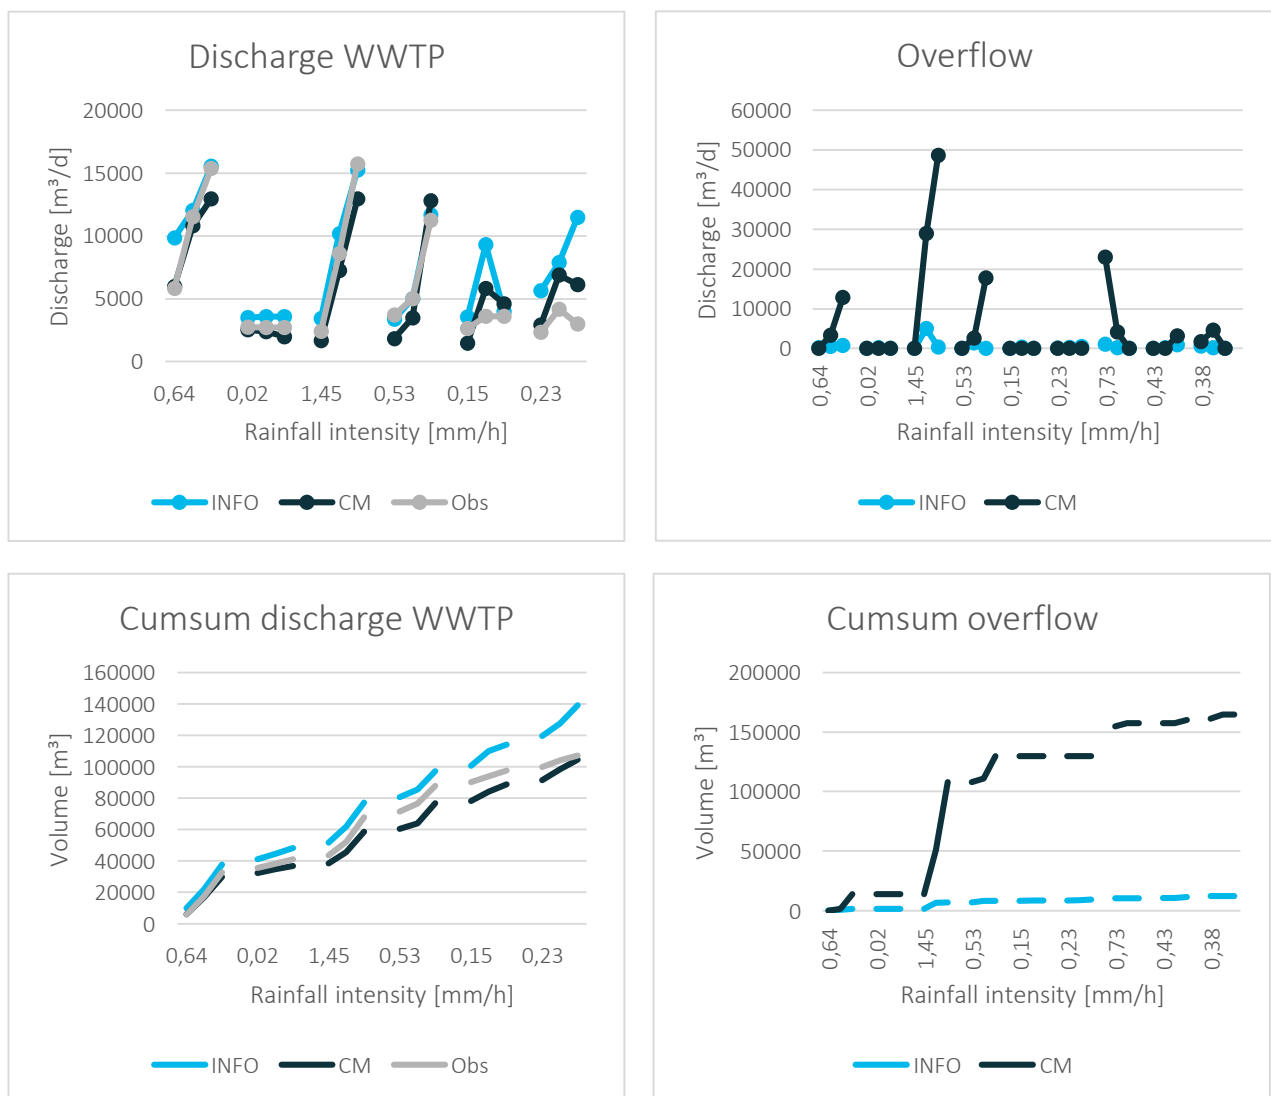 Discharge WWTP
20000
15000
10000
5000
0
Discharge [m³/d]
0,64 0,02 1,45 0,53 0,15 0,23
Rainfall intensity [mm/h]
INFO CM Obs
Overflow
60000
50000
40000
30000
20000
10000
0
Discharge [m³/d]
0,64 0,02 1,45 0,53 0,15 0,23 0,73 0,43 0,38
Rainfall intensity [mm/h]
INFO CM
Cumsum discharge WWTP
160000
140000
120000
100000
80000
60000
40000
20000
0
Volume [m³]
0,64 0,02 1,45 0,53 0,15 0,23
Rainfall intensity [mm/h]
INFO CM Obs
Cumsum overflow
200000
150000
100000
50000
0
Volume [m³]
0,64 0,02 1,45 0,53 0,15 0,23 0,73 0,43 0,38
Rainfall intensity [mm/h]
INFO CM